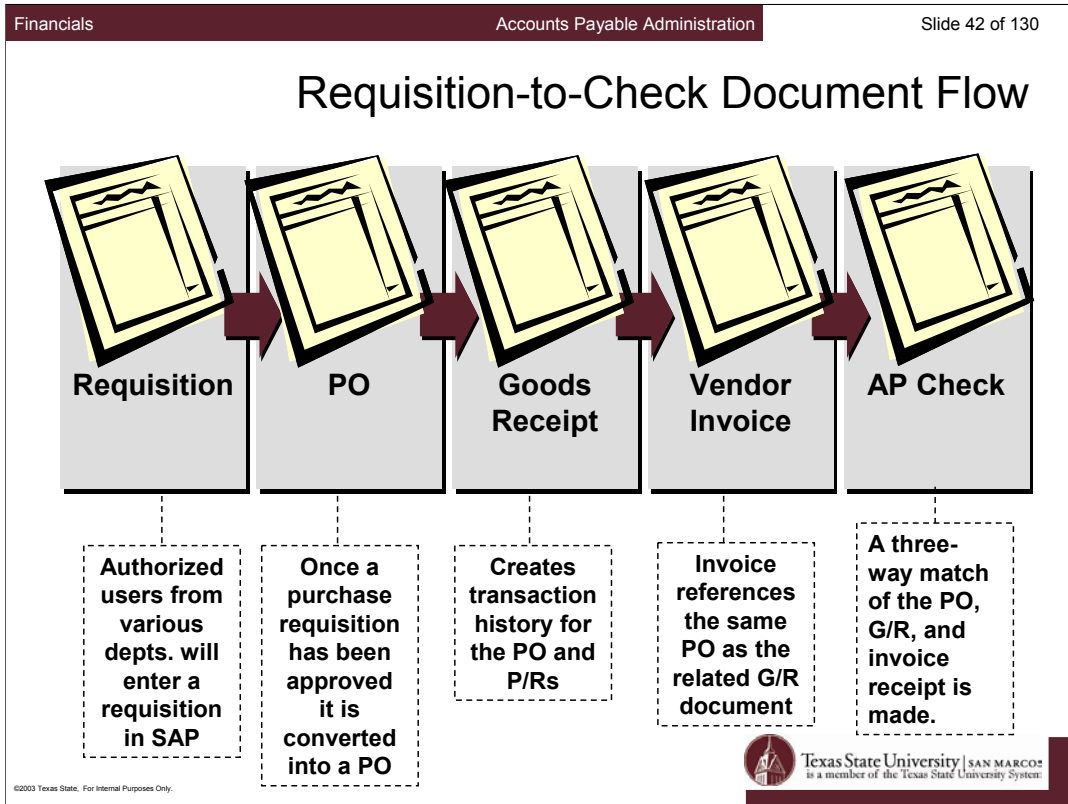 Financials
Accounts Payable Administration
Slide 42 of 130
Requisition-to-Check Document Flow
Requisition
PO
Goods
Receipt
Vendor
Invoice
AP Check
Authorized
users from
various
depts. will
enter a
requisition
in SAP
Once a
purchase
requisition
has been
approved
it is
converted
into a PO
Creates
transaction
history for
the PO and
P/Rs
Invoice
references
the same
PO as the
related G/R
document
A three-
way match
of the PO,
G/R, and
invoice
receipt is
made.
Texas State University | SAN MARCOS
is a member of the Texas State University System
©2003 Texas State, For Internal Purposes Only.